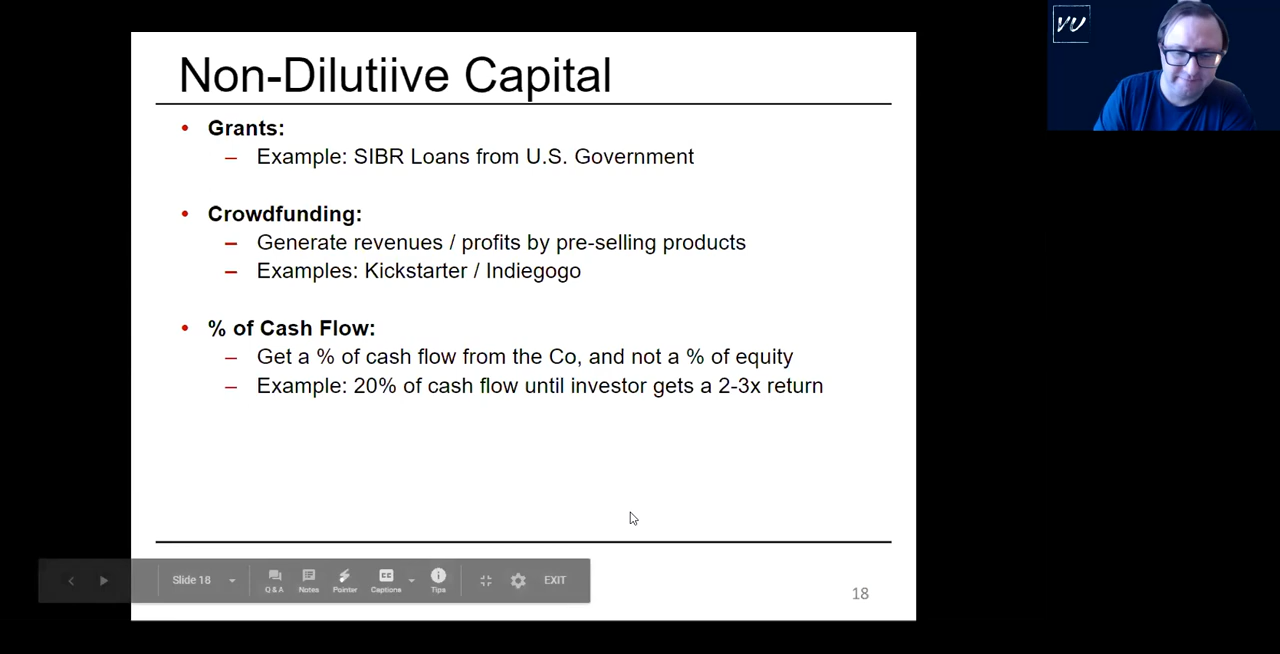 Non-Dilutiive Capital
Grants:
– Example: SIBR Loans from U.S. Government
Crowdfunding:
– Generate revenues / profits by pre-selling products
– Examples: Kickstarter / Indiegogo
% of Cash Flow:
– Get a % of cash flow from the Co, and not a % of equity
– Example: 20% of cash flow until investor gets a 2-3x return
Slide 18
Q & A
Notes
Pointer
CC
Captions
Tips
EXIT
18
VU